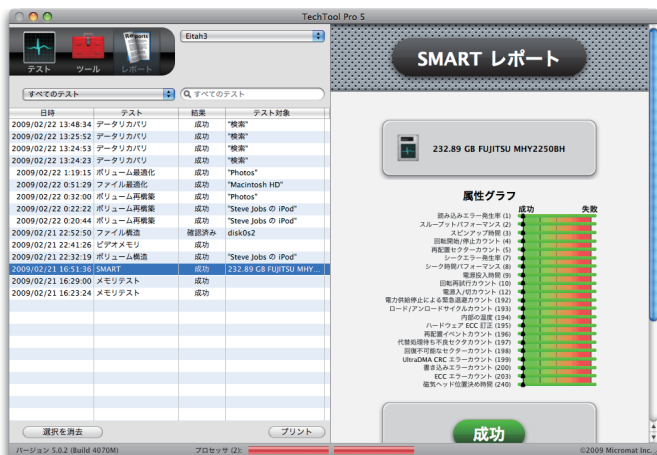 TechTool Pro 5
テスト
ツール
Reports
レポート
Eitah3
すべてのテスト
すべてのテスト
日時 テスト 結果 テスト対象
2009/02/22 13:48:34 データリカバリ 成功 "検索"
2009/02/22 13:25:52 データリカバリ 成功 "検索"
2009/02/22 13:24:53 データリカバリ 成功 "検索"
2009/02/22 13:24:23 データリカバリ 成功 "検索"
2009/02/22 1:19:15 ボリューム最適化 成功 "Photos"
2009/02/22 0:51:29 ファイル最適化 成功 "Macintosh HD"
2009/02/22 0:32:00 ボリューム再構築 成功 "Photos"
2009/02/22 0:22:22 ボリューム再構築 成功 "Steve Jobs の iPod"
2009/02/22 0:20:44 ボリューム再構築 成功 "Steve Jobs の iPod"
2009/02/21 22:52:50 ファイル構造 確認済み disk0s2
2009/02/21 22:41:26 ビデオメモリ 成功
2009/02/21 22:32:19 ボリューム構造 成功 "Steve Jobs の iPod"
2009/02/21 16:51:36 SMART 成功 232.89 GB FUJITSU MHY...
2009/02/21 16:29:00 メモリテスト 成功
2009/02/21 16:23:24 メモリテスト 成功
選択を消去
プリント
バージョン 5.0.2 (Build 4070M)
プロセッサ (2):
SMART レポート
232.89 GB FUJITSU MHY2250BH
属性グラフ
成功 失敗
読み込みエラー発生率 (1)
スループットパフォーマンス (2)
スピンアップ時間 (3)
回転開始/停止カウント (4)
再配置セクターカウント (5)
シークエラー発生率 (7)
シーク時間パフォーマンス (8)
電源投入時間 (9)
回転再試行カウント (10)
電源入/切カウント (12)
電力供給停止による緊急退避カウント (192)
ロード/アンロードサイクルカウント (193)
内部の温度 (194)
ハードウェア ECC 訂正 (195)
再配置イベントカウント (196)
代替処理待ち不良セクタカウント (197)
回復不可能なセクターカウント (198)
UltraDMA CRC エラーカウント (199)
書き込みエラーカウント (200)
ECC エラーカウント (203)
磁気ヘッド位置決め時間 (240)
成功
©2009 Micromat Inc.